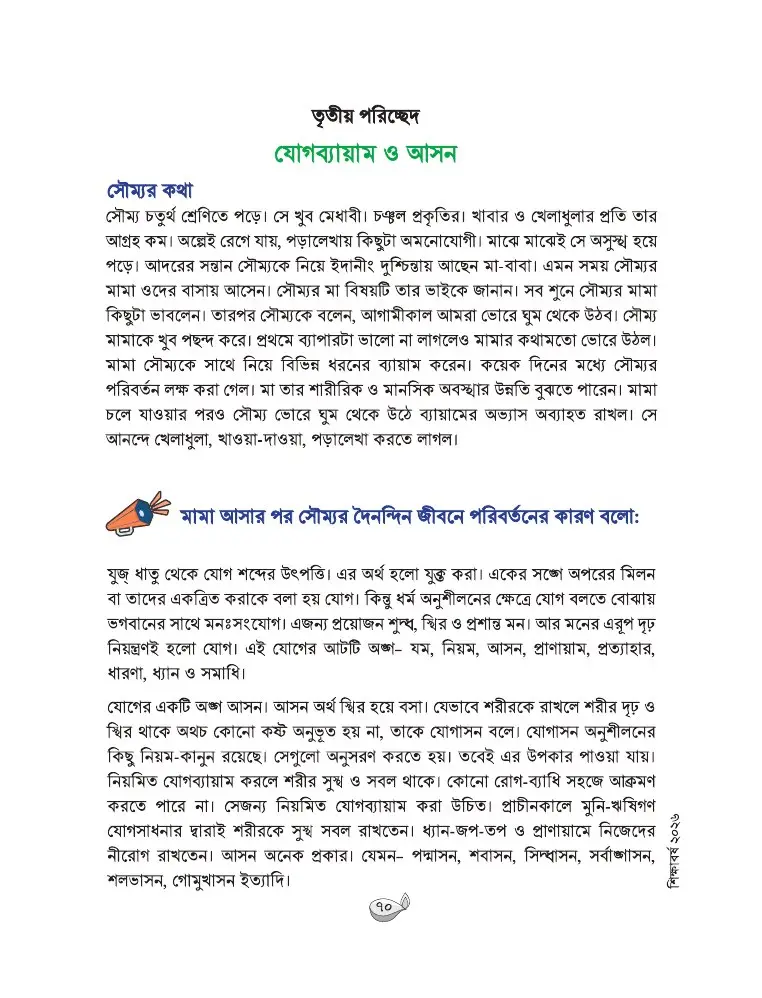 তৃতীয় পরিচ্ছেদ
যোগব্যায়াম ও আসন
সৌম্যর কথা
সৌম্য চতুর্থ শ্রেণিতে পড়ে। সে খুব মেধাবী। চঞ্চল প্রকৃতির। খাবার ও খেলাধুলার প্রতি তার
আগ্রহ কম। অল্পেই রেগে যায়, পড়ালেখায় কিছুটা অমনোযোগী। মাঝে মাঝেই সে অসুস্থ হয়ে
পড়ে। আদরের সন্তান সৌম্যকে নিয়ে ইদানীং দুশ্চিন্তায় আছেন মা-বাবা। এমন সময় সৌম্যর
মামা ওদের বাসায় আসেন। সৌম্যর মা বিষয়টি তার ভাইকে জানান। সব শুনে সৌম্যর মামা
কিছুটা ভাবলেন। তারপর সৌম্যকে বলেন, আগামীকাল আমরা ভোরে ঘুম থেকে উঠব। সৌম্য
মামাকে খুব পছন্দ করে। প্রথমে ব্যাপারটা ভালো না লাগলেও মামার কথামতো ভোরে উঠল।
মামা সৌম্যকে সাথে নিয়ে বিভিন্ন ধরনের ব্যায়াম করেন। কয়েক দিনের মধ্যে সৌম্যর
পরিবর্তন লক্ষ করা গেল। মা তার শারীরিক ও মানসিক অবস্থার উন্নতি বুঝতে পারেন। মামা
চলে যাওয়ার পরও সৌম্য ভোরে ঘুম থেকে উঠে ব্যায়ামের অভ্যাস অব্যাহত রাখল। সে
আনন্দে খেলাধুলা, খাওয়া-দাওয়া, পড়ালেখা করতে লাগল।
মামা আসার পর সৌম্যর দৈনন্দিন জীবনে পরিবর্তনের কারণ বলো:
যুজ্ ধাতু থেকে যোগ শব্দের উৎপত্তি। এর অর্থ হলো যুক্ত করা। একের সঙ্গে অপরের মিলন
বা তাদের একত্রিত করাকে বলা হয় যোগ। কিন্তু ধর্ম অনুশীলনের ক্ষেত্রে যোগ বলতে বোঝায়
ভগবানের সাথে মনঃসংযোগ। এজন্য প্রয়োজন শুদ্ধ, স্থির ও প্রশান্ত মন। আর মনের এরূপ দৃঢ়
নিয়ন্ত্রণই হলো যোগ। এই যোগের আটটি অঙ্গ– যম, নিয়ম, আসন, প্রাণায়াম, প্রত্যাহার,
ধারণা, ধ্যান ও সমাধি।
যোগের একটি অঙ্গ আসন। আসন অর্থ স্থির হয়ে বসা। যেভাবে শরীরকে রাখলে শরীর দৃঢ় ও
স্থির থাকে অথচ কোনো কষ্ট অনুভূত হয় না, তাকে যোগাসন বলে। যোগাসন অনুশীলনের
কিছু নিয়ম-কানুন রয়েছে। সেগুলো অনুসরণ করতে হয়। তবেই এর উপকার পাওয়া যায়।
নিয়মিত যোগব্যায়াম করলে শরীর সুস্থ ও সবল থাকে। কোনো রোগ-ব্যাধি সহজে আক্রমণ
করতে পারে না। সেজন্য নিয়মিত যোগব্যায়াম করা উচিত। প্রাচীনকালে মুনি-ঋষিগণ
যোগসাধনার দ্বারাই শরীরকে সুস্থ সবল রাখতেন। ধ্যান-জপ-তপ ও প্রাণায়ামে নিজেদের
নীরোগ রাখতেন। আসন অনেক প্রকার। যেমন– পদ্মাসন, শবাসন, সিদ্ধাসন, সর্বাঙ্গাসন,
শলভাসন, গোমুখাসন ইত্যাদি।
৭০
শিক্ষাবর্ষ ২০২৬